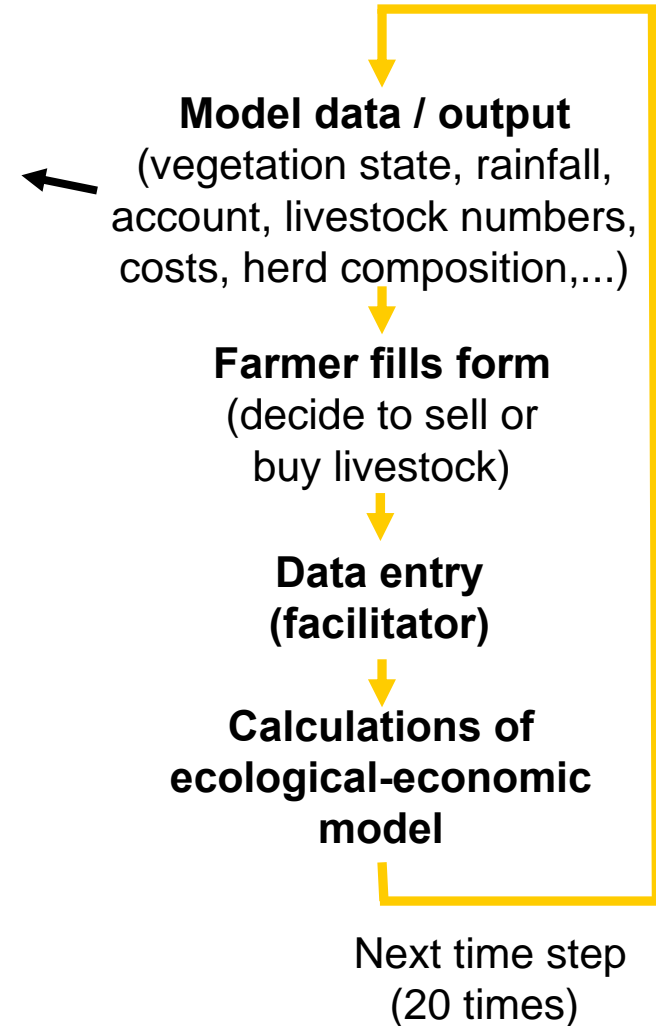 Model data / output
(vegetation state, rainfall,
account, livestock numbers,
costs, herd composition,...)
Farmer fills form
(decide to sell or
buy livestock)
Data entry
(facilitator)
Calculations of
ecological-economic
model
Next time step
(20 times)